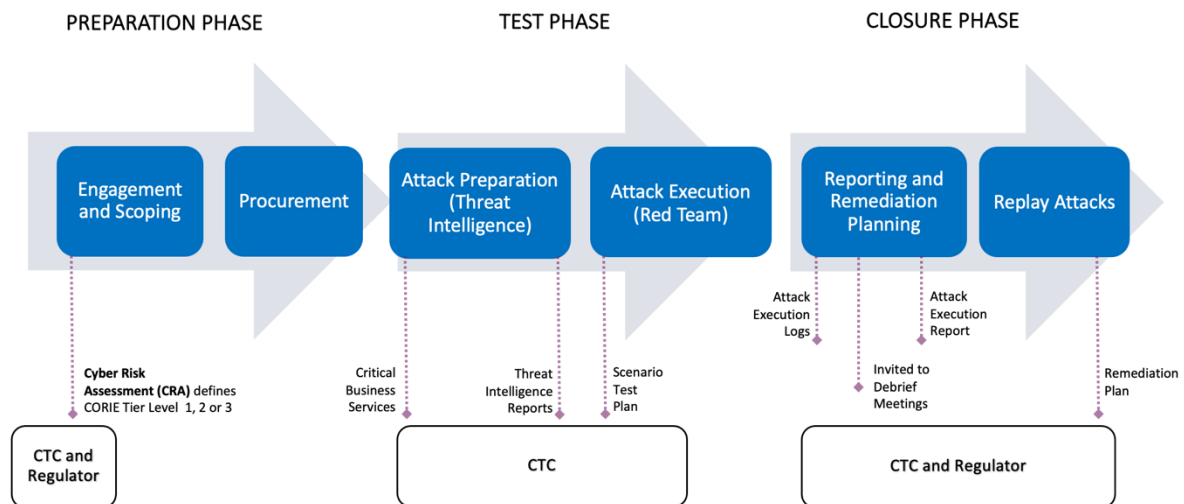 PREPARATION PHASE
TEST PHASE
CLOSURE PHASE
Engagement
and Scoping
Procurement
Attack Preparation
(Threat
Intelligence)
Attack Execution
(Red Team)
Reporting and
Remediation
Planning
Replay Attacks
Cyber Risk
Assessment (CRA) defines
CORIE Tier Level 1, 2 or 3
Critical
Business
Services
Threat
Intelligence
Reports
Scenario
Test
Plan
Attack
Execution
Logs
Invited to
Debrief
Meetings
Attack
Execution
Report
Remediation
Plan
CTC and
Regulator
CTC
CTC and Regulator